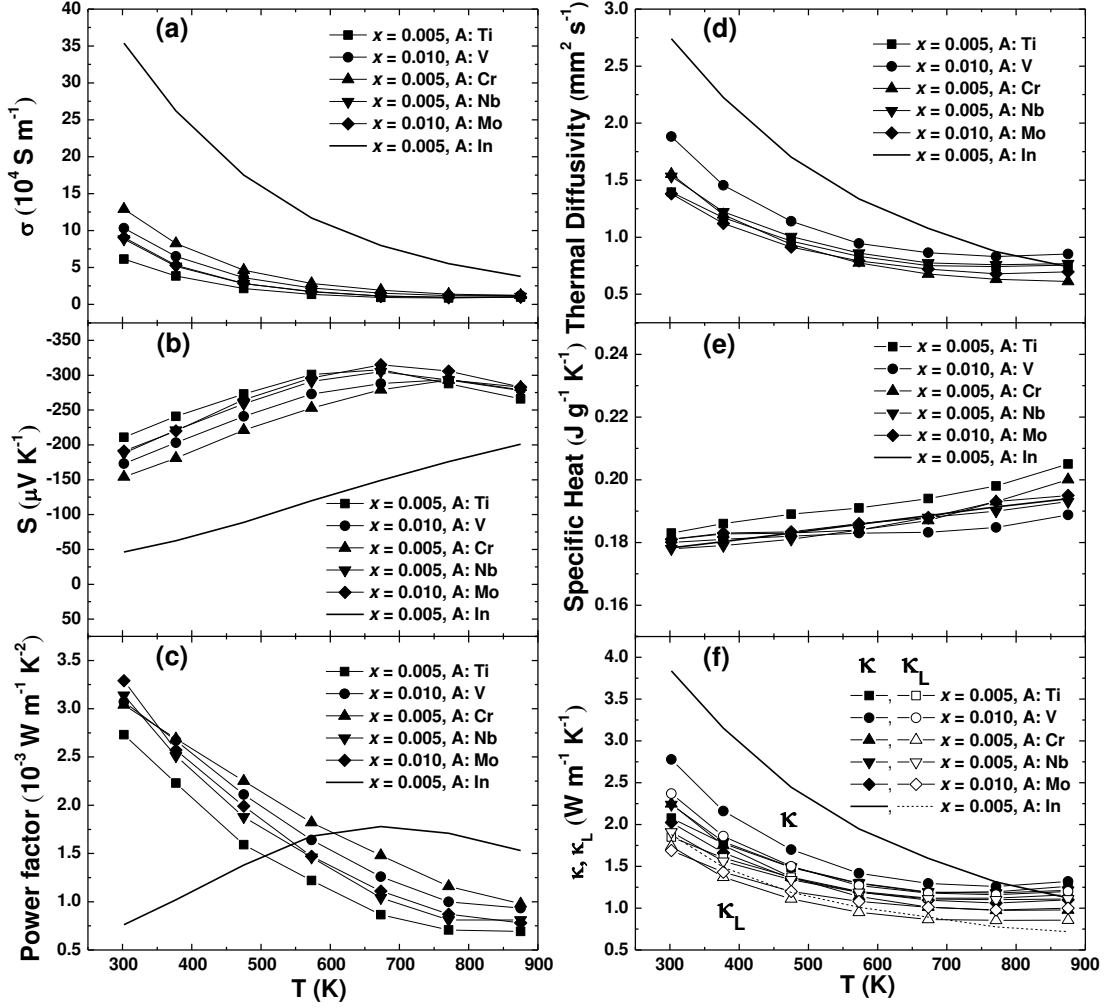 (a)
σ (10⁴ S m⁻¹)
40
35
30
25
20
15
10
5
0
x = 0.005, A: Ti
x = 0.010, A: V
x = 0.005, A: Cr
x = 0.005, A: Nb
x = 0.010, A: Mo
x = 0.005, A: In
(b)
S (μV K⁻¹)
-350
-300
-250
-200
-150
-100
-50
0
50
x = 0.005, A: Ti
x = 0.010, A: V
x = 0.005, A: Cr
x = 0.005, A: Nb
x = 0.010, A: Mo
x = 0.005, A: In
(c)
Power factor (10⁻³ W m⁻¹ K⁻²)
3.5
3.0
2.5
2.0
1.5
1.0
0.5
x = 0.005, A: Ti
x = 0.010, A: V
x = 0.005, A: Cr
x = 0.005, A: Nb
x = 0.010, A: Mo
x = 0.005, A: In
300 400 500 600 700 800 900
T (K)
(d)
Thermal Diffusivity (mm² s⁻¹)
3.0
2.5
2.0
1.5
1.0
0.5
x = 0.005, A: Ti
x = 0.010, A: V
x = 0.005, A: Cr
x = 0.005, A: Nb
x = 0.010, A: Mo
x = 0.005, A: In
(e)
Specific Heat (J g⁻¹ K⁻¹)
0.24
0.22
0.20
0.18
0.16
x = 0.005, A: Ti
x = 0.010, A: V
x = 0.005, A: Cr
x = 0.005, A: Nb
x = 0.010, A: Mo
x = 0.005, A: In
(f)
κ, κL (W m⁻¹ K⁻¹)
4.0
3.5
3.0
2.5
2.0
1.5
1.0
0.5
κ κL
, x = 0.005, A: Ti
, x = 0.010, A: V
, x = 0.005, A: Cr
, x = 0.005, A: Nb
, x = 0.010, A: Mo
, x = 0.005, A: In
κ
κL
300 400 500 600 700 800 900
T (K)